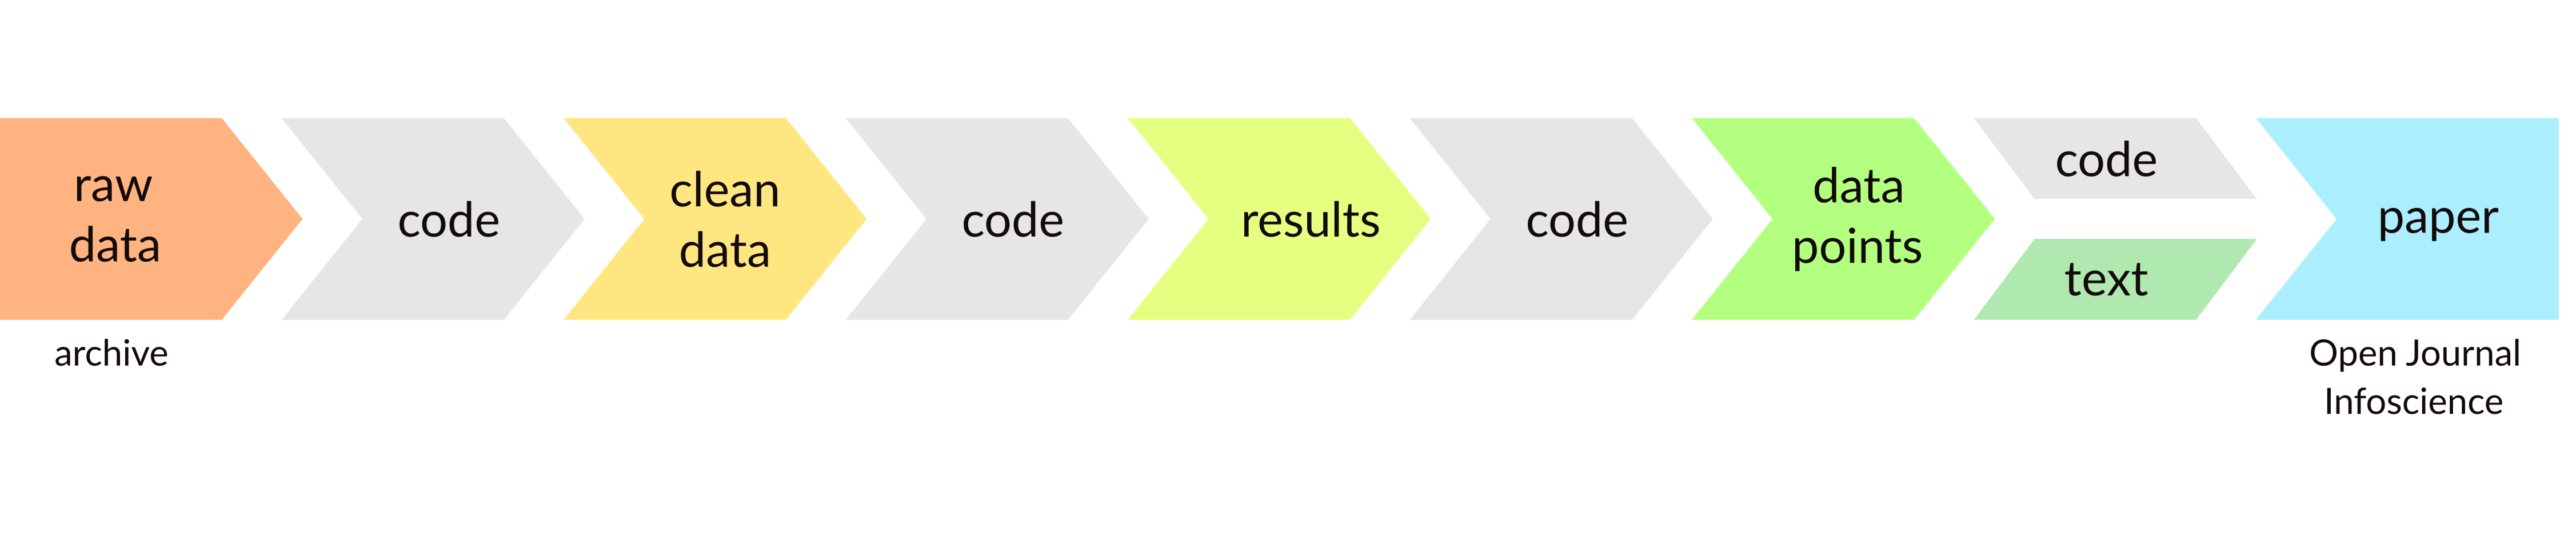 raw
data
code
clean
data
code
results
code
data
points
code
text
paper
archive
Open Journal
Infoscience